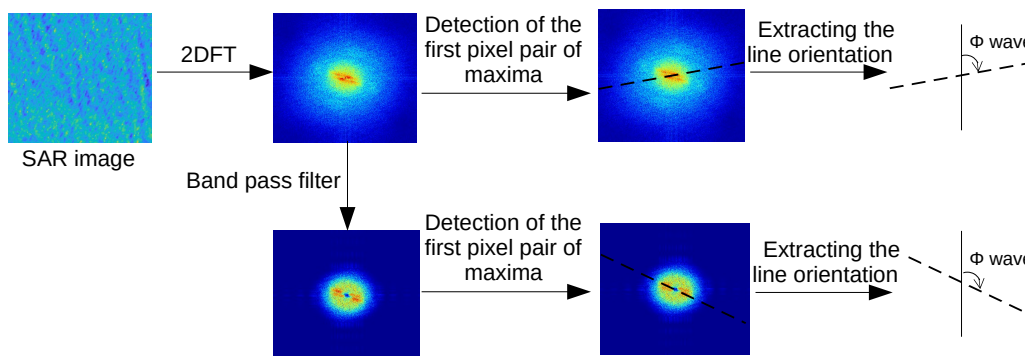 2DFT
Detection of the
first pixel pair of
maxima
Extracting the
line orientation
Φ wave
SAR image
Band pass filter
Detection of the
first pixel pair of
maxima
Extracting the
line orientation
Φ wave